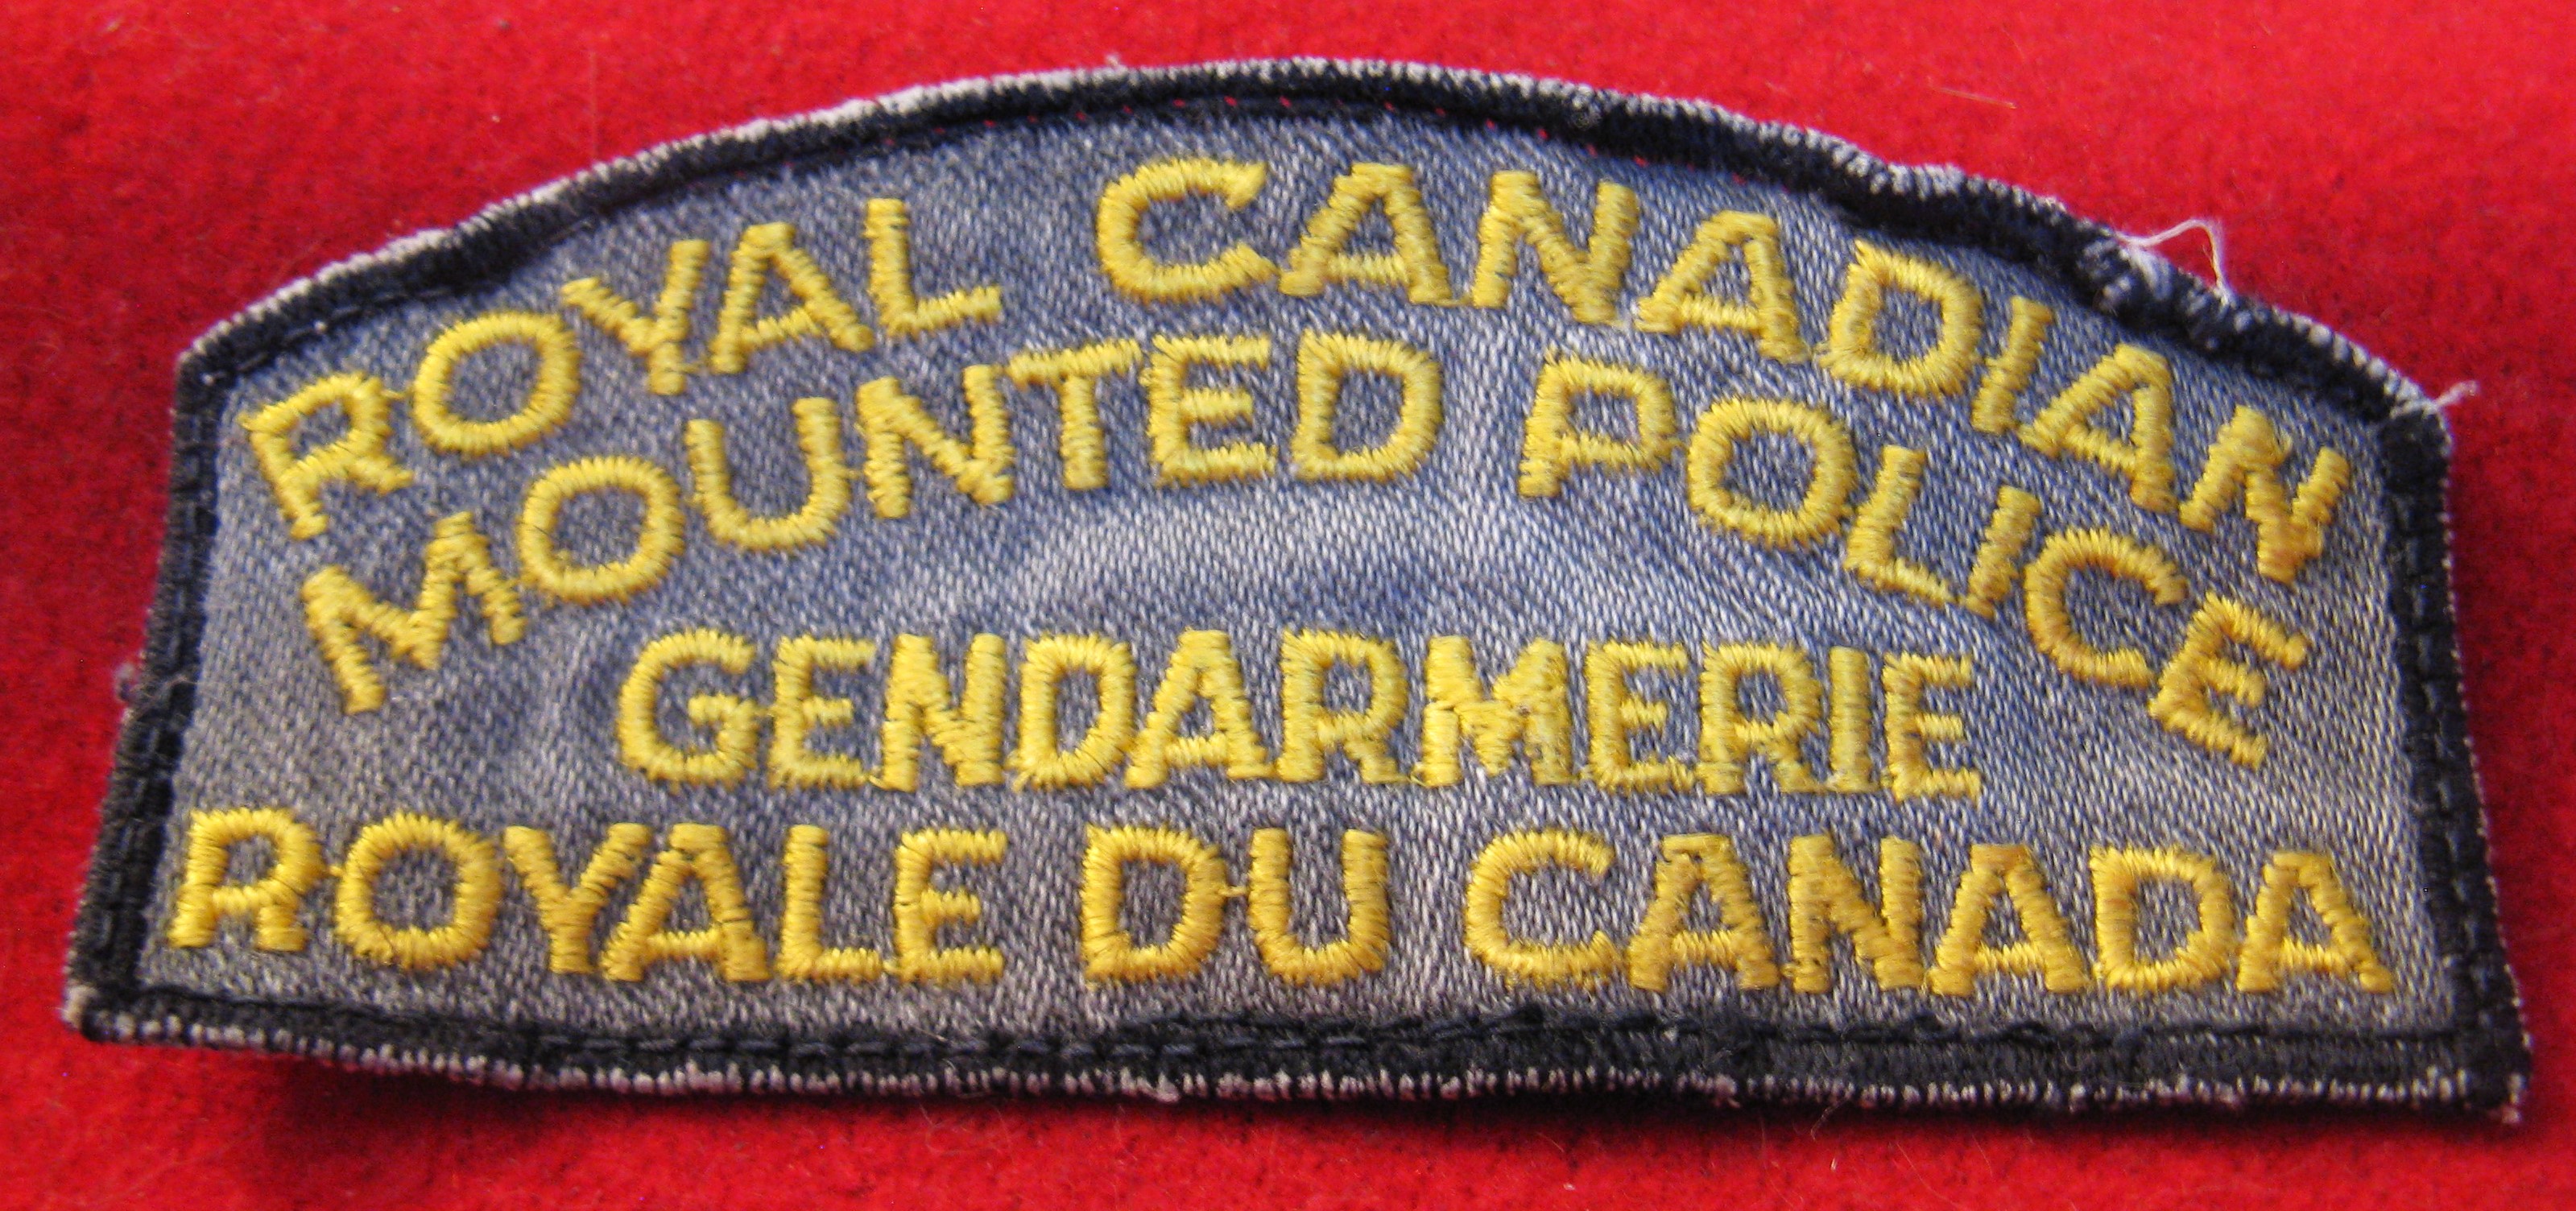 ROYAL CANADIAN
MOUNTED POLICE
GENDARMERIE
ROYALE DU CANADA